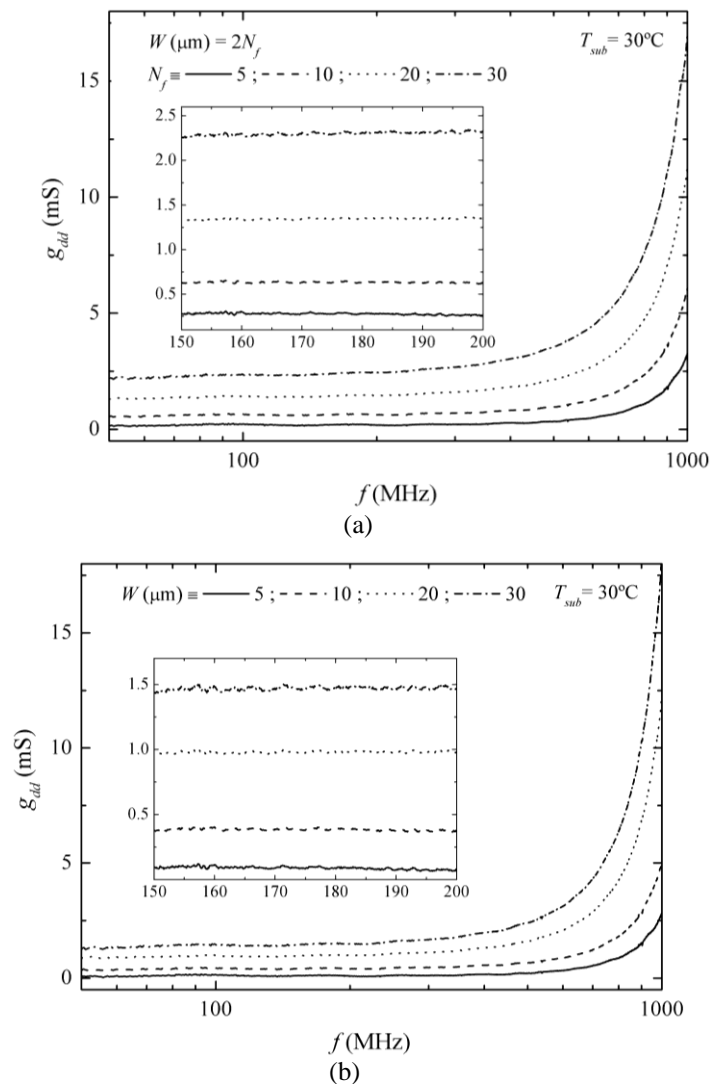 W (μm) = 2N_f
T_sub = 30ºC
N_f ≡ 5 ; 10 ; 20 ; 30
15
10
5
0
g_dd (mS)
2.5
2.0
1.5
1.0
0.5
150 160 170 180 190 200
100 1000
f (MHz)
(a)
W (μm) ≡ 5 ; 10 ; 20 ; 30
T_sub = 30ºC
15
10
5
0
g_dd (mS)
1.5
1.0
0.5
150 160 170 180 190 200
100 1000
f (MHz)
(b)